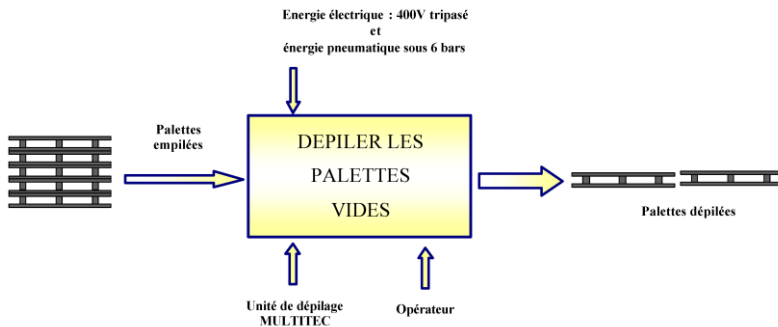 Energie électrique : 400V tripasé
et
énergie pneumatique sous 6 bars
Palettes
empilées
DEPILER LES
PALETTES
VIDES
Palettes dépilées
Unité de dépilage
MULTITEC
Opérateur